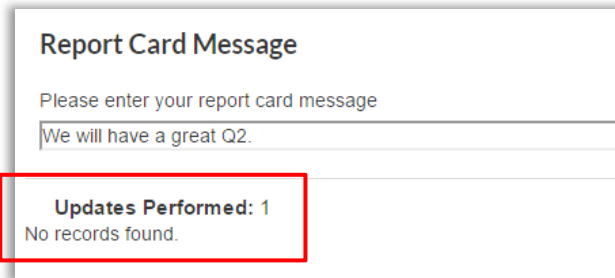 Report Card Message
Please enter your report card message
We will have a great Q2.
Updates Performed: 1
No records found.